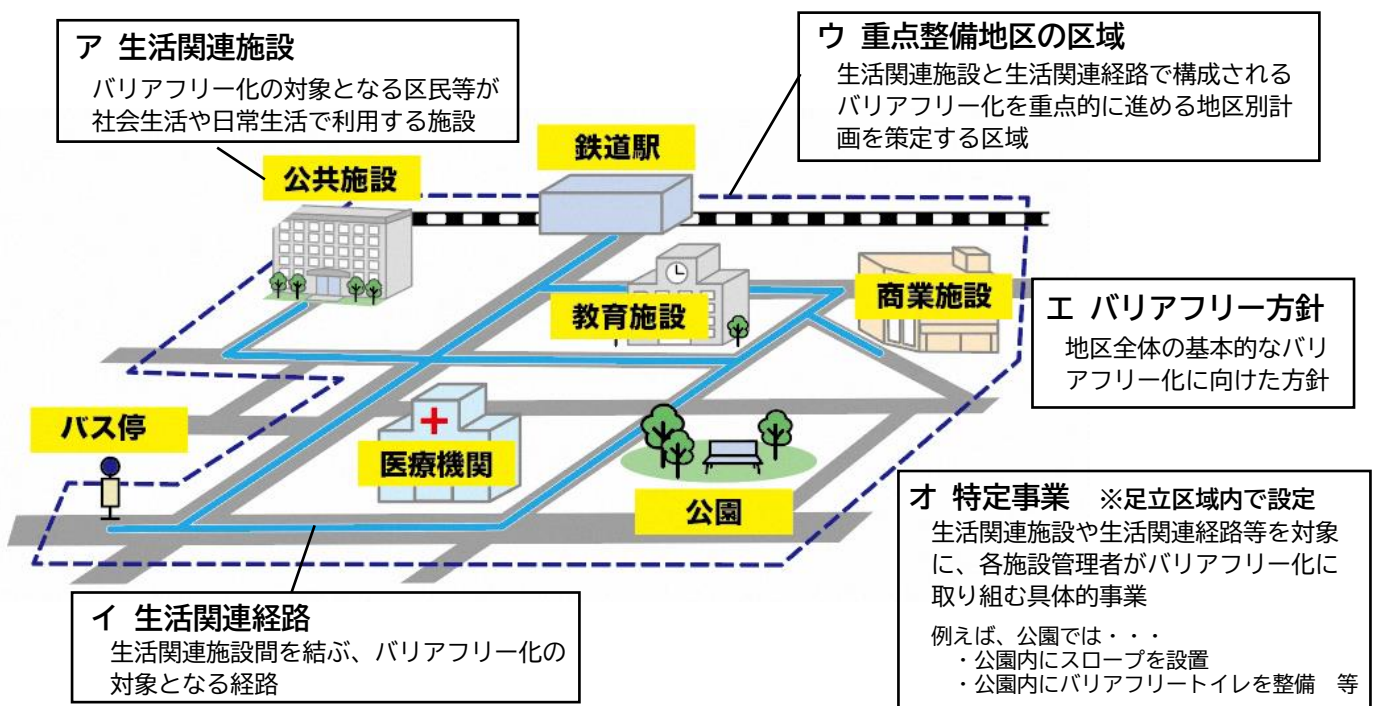 ア 生活関連施設
バリアフリー化の対象となる区民等が
社会生活や日常生活で利用する施設
ウ 重点整備地区の区域
生活関連施設と生活関連経路で構成される
バリアフリー化を重点的に進める地区別計
画を策定する区域
鉄道駅
公共施設
教育施設
商業施設
エ バリアフリー方針
地区全体の基本的なバリ
アフリー化に向けた方針
バス停
医療機関
公園
オ 特定事業 ※足立区域内で設定
生活関連施設や生活関連経路等を対象
に、各施設管理者がバリアフリー化に
取り組む具体的事業
例えば、公園では・・・
・公園内にスロープを設置
・公園内にバリアフリートイレを整備 等
イ 生活関連経路
生活関連施設間を結ぶ、バリアフリー化の
対象となる経路